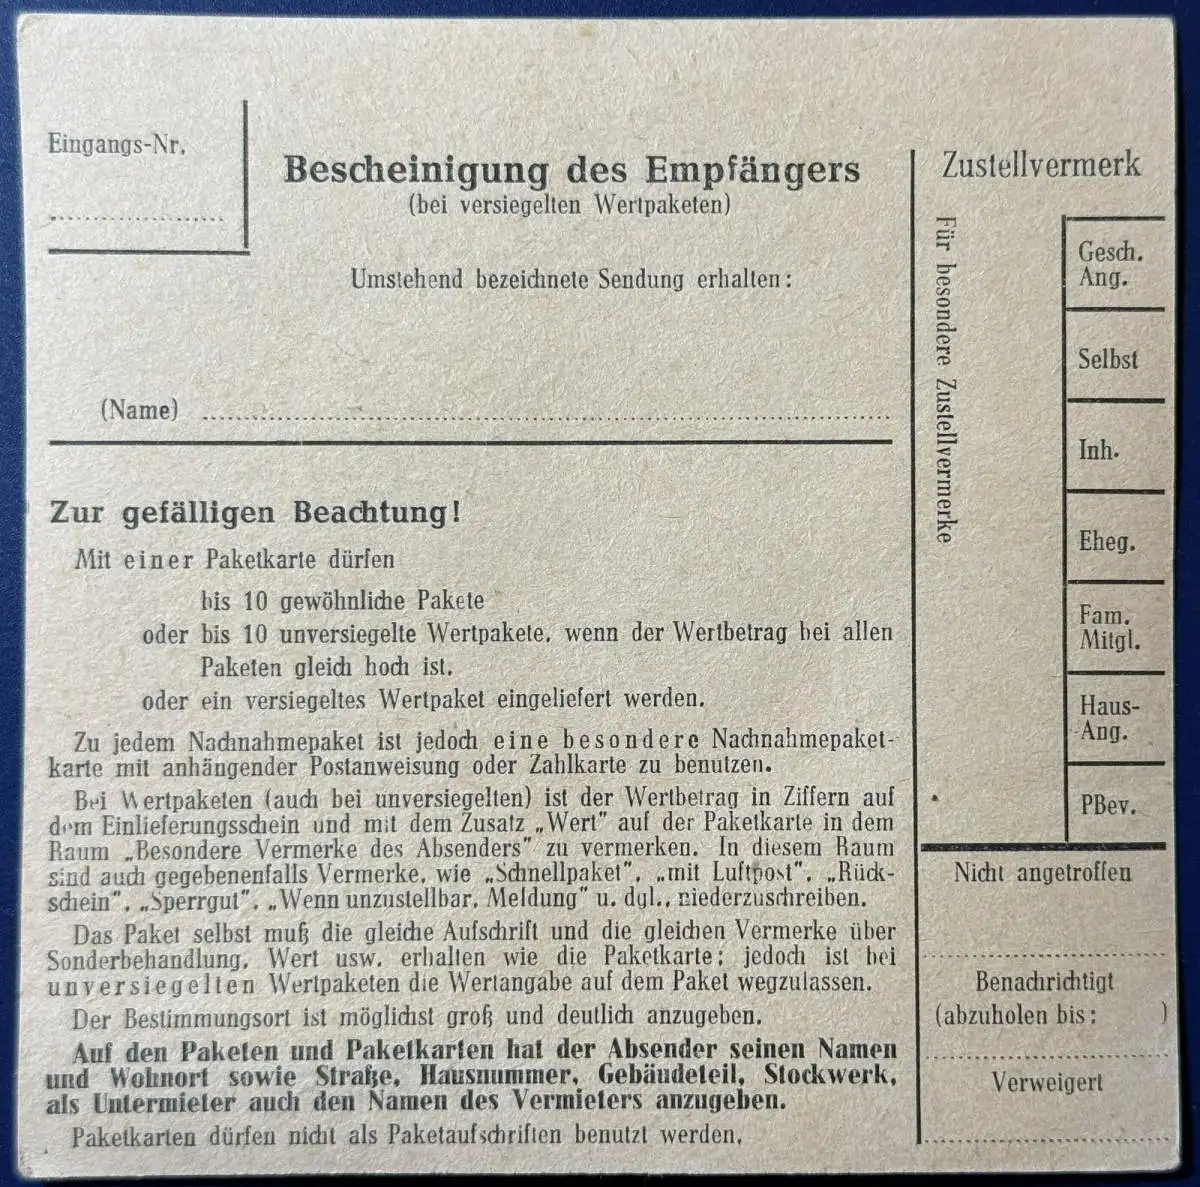 Eingangs-Nr.
Bescheinigung des Empfängers
(bei versiegelten Wertpaketen)
Umstehend bezeichnete Sendung erhalten:
(Name)
Zur gefälligen Beachtung!
Mit einer Paketkarte dürfen
bis 10 gewöhnliche Pakete
oder bis 10 unversiegelte Wertpakete, wenn der Wertbetrag bei allen
Paketen gleich hoch ist,
oder ein versiegeltes Wertpaket eingeliefert werden.
Zu jedem Nachnahmepaket ist jedoch eine besondere Nachnahmepaket-
karte mit anhängender Postanweisung oder Zahlkarte zu benutzen.
Bei Wertpaketen (auch bei unversiegelten) ist der Wertbetrag in Ziffern auf
dem Einlieferungsschein und mit dem Zusatz „Wert" auf der Paketkarte in dem
Raum „Besondere Vermerke des Absenders" zu vermerken. In diesem Raum
sind auch gegebenenfalls Vermerke, wie „Schnellpaket", „mit Luftpost", „Rück-
schein", „Sperrgut", „Wenn unzustellbar, Meldung" u. dgl., niederzuschreiben.
Das Paket selbst muß die gleiche Aufschrift und die gleichen Vermerke über
Sonderbehandlung, Wert usw. erhalten wie die Paketkarte; jedoch ist bei
unversiegelten Wertpaketen die Wertangabe auf dem Paket wegzulassen.
Der Bestimmungsort ist möglichst groß und deutlich anzugeben.
Auf den Paketen und Paketkarten hat der Absender seinen Namen
und Wohnort sowie Straße, Hausnummer, Gebäudeteil, Stockwerk,
als Untermieter auch den Namen des Vermieters anzugeben.
Paketkarten dürfen nicht als Paketaufschriften benutzt werden.
Zustellvermerk
Für besondere Zustellvermerke
Gesch.
Ang.
Selbst
Inh.
Eheg.
Fam.
Mitgl.
Haus-
Ang.
PBev.
Nicht angetroffen
Benachrichtigt
(abzuholen bis: )
Verweigert